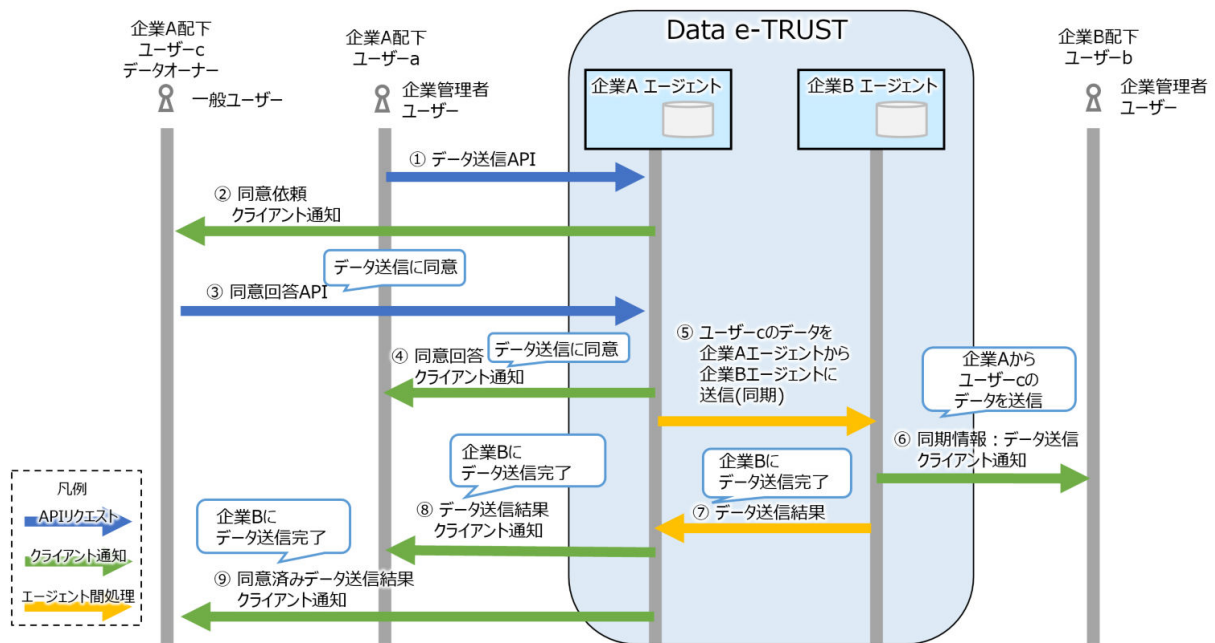 Data e-TRUST
企業A配下
ユーザーc
データオーナー
一般ユーザー
企業A配下
ユーザーa
企業管理者
ユーザー
企業A エージェント
企業B エージェント
企業B配下
ユーザーb
企業管理者
ユーザー
① データ送信API
② 同意依頼
クライアント通知
データ送信に同意
③ 同意回答API
④ 同意回答
クライアント通知
データ送信に同意
⑤ ユーザーcのデータを
企業Aエージェントから
企業Bエージェントに
送信(同期)
企業Aから
ユーザーcの
データを送信
⑥ 同期情報：データ送信
クライアント通知
企業Bに
データ送信完了
⑦ データ送信結果
企業Bに
データ送信完了
⑧ データ送信結果
クライアント通知
企業Bに
データ送信完了
⑨ 同意済みデータ送信結果
クライアント通知
凡例
APIリクエスト
クライアント通知
エージェント間処理